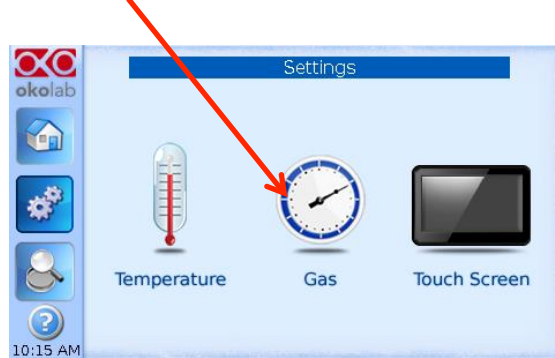 Settings
okolab
Temperature
Gas
Touch Screen
?
10:15 AM